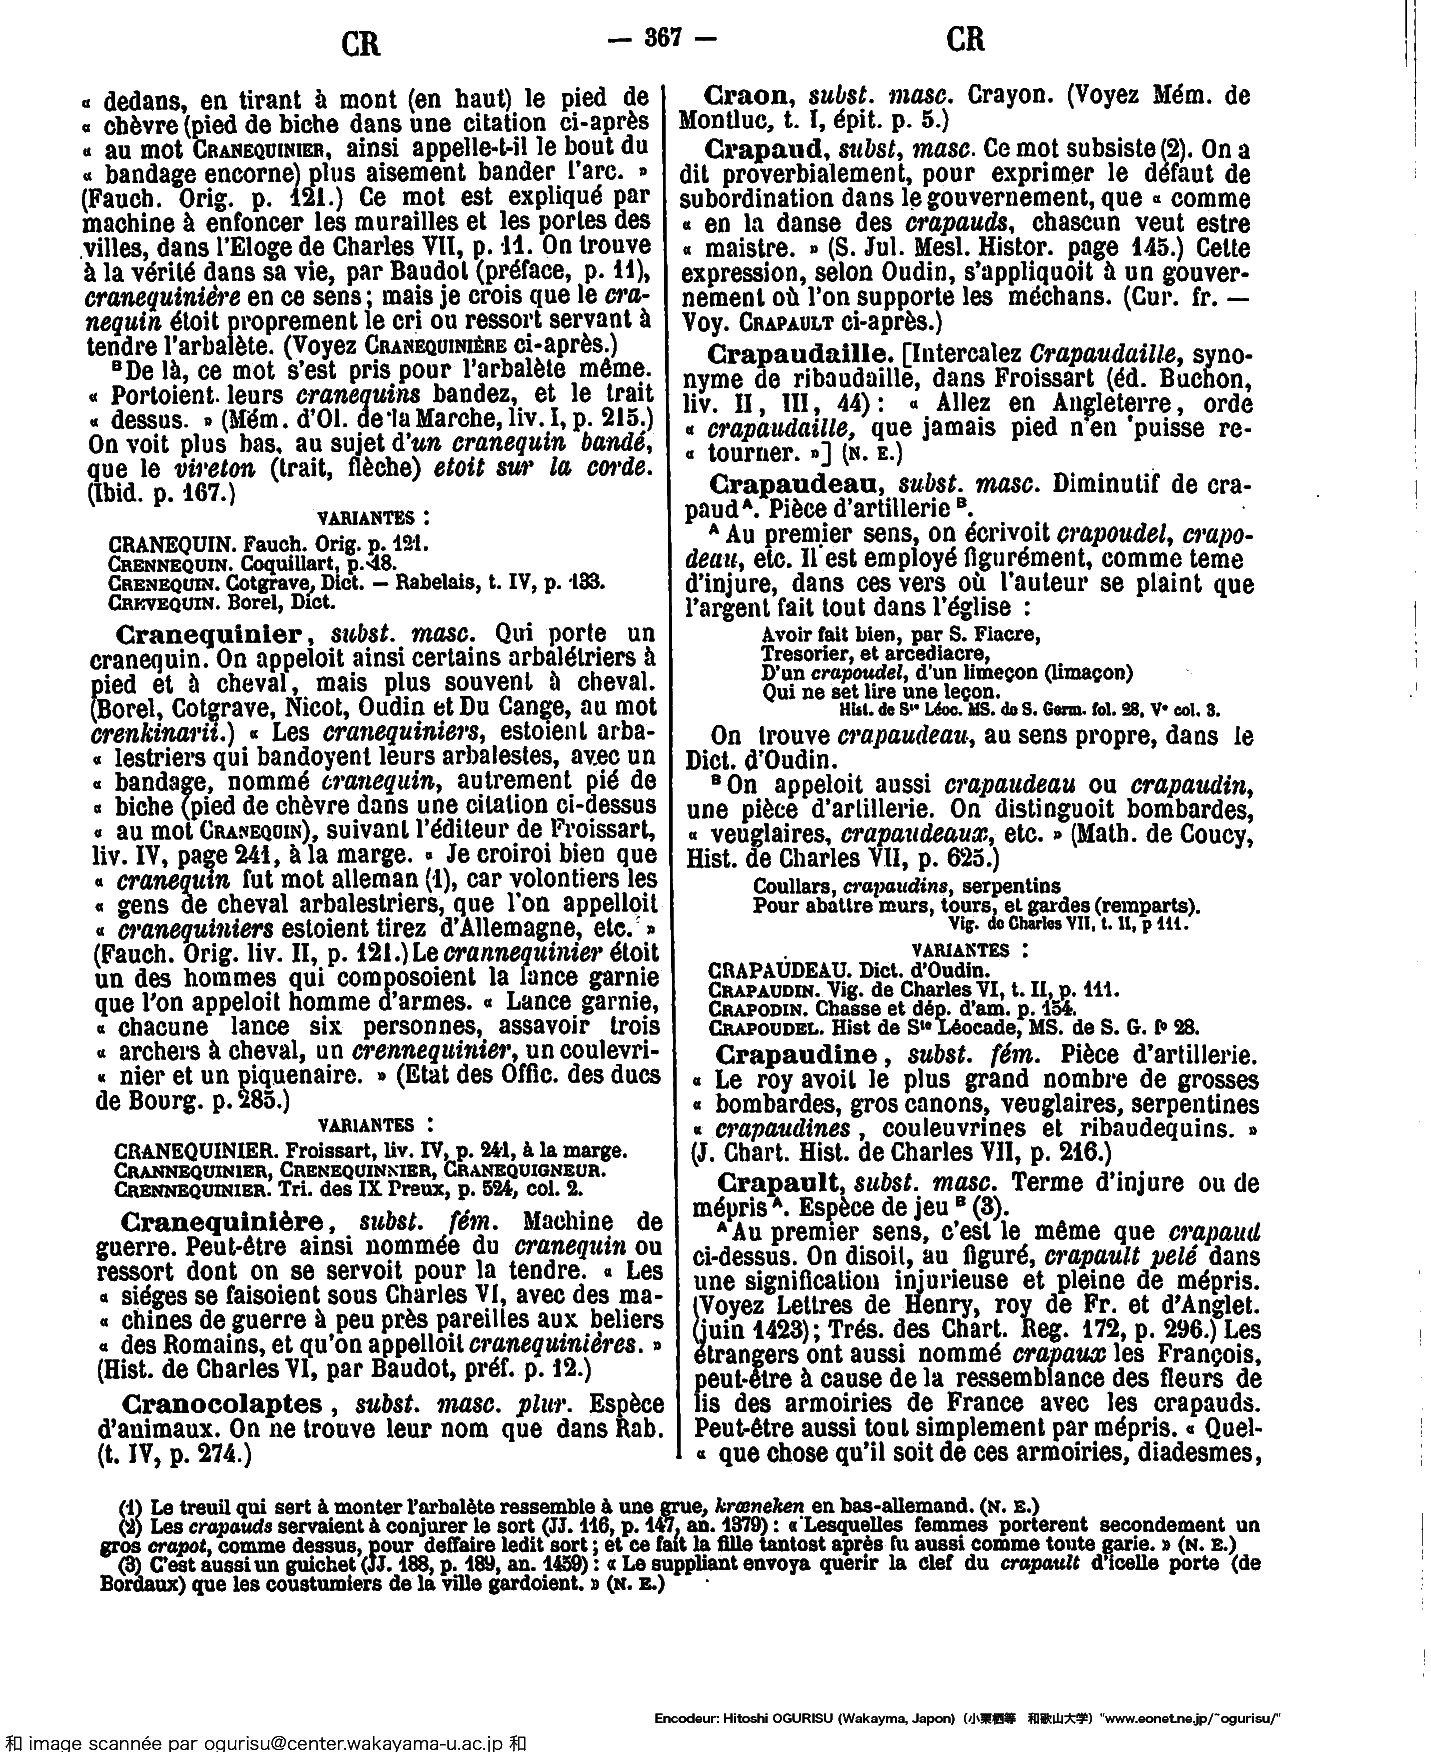 CR
— 367 —
CR
« dedans, en tirant à mont (en haut) le pied de
« chèvre (pied de biche dans une citation ci-après
« au mot CRANEQUINIER, ainsi appelle-t-il le bout du
« bandage encorne) plus aisement bander l'arc. »
(Fauch. Orig. p. 121.) Ce mot est expliqué par
machine à enfoncer les murailles et les portes des
villes, dans l'Eloge de Charles VII, p. 11. On trouve
à la vérité dans sa vie, par Baudot (préface, p. 11),
cranequinière en ce sens; mais je crois que le cra-
nequin étoit proprement le cri ou ressort servant à
tendre l'arbalète. (Voyez CRANEQUINIÈRE ci-après.)
B De là, ce mot s'est pris pour l'arbalète même.
« Portoient leurs cranequins bandez, et le trait
« dessus. » (Mém. d'Ol. de la Marche, liv. I, p. 215.)
On voit plus bas, au sujet d'un cranequin bandé,
que le vireton (trait, flèche) etoit sur la corde.
(Ibid. p. 167.)
VARIANTES :
CRANEQUIN. Fauch. Orig. p. 121.
CRENNEQUIN. Coquillart, p. 48.
CRENEQUIN. Cotgrave, Dict. — Rabelais, t. IV, p. 133.
CREVEQUIN. Borel, Dict.
Cranequinier, subst. masc. Qui porte un
cranequin. On appeloit ainsi certains arbalétriers à
pied et à cheval, mais plus souvent à cheval.
(Borel, Cotgrave, Nicot, Oudin et Du Cange, au mot
crenkinarii.) « Les cranequiniers, estoient arba-
« lestriers qui bandoyent leurs arbalestes, avec un
« bandage, nommé cranequin, autrement pié de
« biche (pied de chèvre dans une citation ci-dessus
« au mot CRANEQUIN), suivant l'éditeur de Froissart,
liv. IV, page 241, à la marge. « Je croiroi bien que
« cranequin fut mot alleman (1), car volontiers les
« gens de cheval arbalestriers, que l'on appelloit
« cranequiniers estoient tirez d'Allemagne, etc. »
(Fauch. Orig. liv. II, p. 121.) Le crannequinier étoit
un des hommes qui composoient la lance garnie
que l'on appeloit homme d'armes. « Lance garnie,
« chacune lance six personnes, assavoir trois
« archers à cheval, un crennequinier, un coulevri-
« nier et un piquenaire. » (Etat des Offic. des ducs
de Bourg. p. 285.)
VARIANTES :
CRANEQUINIER. Froissart, liv. IV, p. 241, à la marge.
CRANNEQUINIER, CRENEQUINNIER, CRANEQUIGNEUR.
CRENNEQUINIER. Tri. des IX Preux, p. 524, col. 2.
Cranequinière, subst. fém. Machine de
guerre. Peut-être ainsi nommée du cranequin ou
ressort dont on se servoit pour la tendre. « Les
« siéges se faisoient sous Charles VI, avec des ma-
« chines de guerre à peu près pareilles aux beliers
« des Romains, et qu'on appelloit cranequinières. »
(Hist. de Charles VI, par Baudot, préf. p. 12.)
Cranocolaptes, subst. masc. plur. Espèce
d'animaux. On ne trouve leur nom que dans Rab.
(t. IV, p. 274.)
Craon, subst. masc. Crayon. (Voyez Mém. de
Montluc, t. I, épit. p. 5.)
Crapaud, subst, masc. Ce mot subsiste (2). On a
dit proverbialement, pour exprimer le défaut de
subordination dans le gouvernement, que « comme
« en la danse des crapauds, chascun veut estre
« maistre. » (S. Jul. Mesl. Histor. page 145.) Cette
expression, selon Oudin, s'appliquoit à un gouver-
nement où l'on supporte les méchans. (Cur. fr. —
Voy. CRAPAULT ci-après.)
Crapaudaille. [Intercalez Crapaudaille, syno-
nyme de ribaudaille, dans Froissart (éd. Buchon,
liv. II, III, 44) : « Allez en Angleterre, orde
« crapaudaille, que jamais pied n'en puisse re-
« tourner. »] (N. E.)
Crapaudeau, subst. masc. Diminutif de cra-
paud A. Pièce d'artillerie B.
A Au premier sens, on écrivoit crapoudel, crapo-
deau, etc. Il est employé figurément, comme teme
d'injure, dans ces vers où l'auteur se plaint que
l'argent fait tout dans l'église :
Avoir fait bien, par S. Fiacre,
Tresorier, et arcediacre,
D'un crapoudel, d'un limeçon (limaçon)
Qui ne set lire une leçon.
Hist. de Ste Léoc. MS. de S. Germ. fol. 28, Vo col. 3.
On trouve crapaudeau, au sens propre, dans le
Dict. d'Oudin.
B On appeloit aussi crapaudeau ou crapaudin,
une pièce d'artillerie. On distinguoit bombardes,
« veuglaires, crapaudeaux, etc. » (Math. de Coucy,
Hist. de Charles VII, p. 625.)
Coullars, crapaudins, serpentins
Pour abattre murs, tours, et gardes (remparts).
Vig. de Charles VII, t. II, p 111.
VARIANTES :
CRAPAUDEAU. Dict. d'Oudin.
CRAPAUDIN. Vig. de Charles VI, t. II, p. 111.
CRAPODIN. Chasse et dép. d'am. p. 154.
CRAPOUDEL. Hist de Ste Léocade, MS. de S. G. fo 28.
Crapaudine, subst. fém. Pièce d'artillerie.
« Le roy avoit le plus grand nombre de grosses
« bombardes, gros canons, veuglaires, serpentines
« crapaudines, couleuvrines et ribaudequins. »
(J. Chart. Hist. de Charles VII, p. 216.)
Crapault, subst. masc. Terme d'injure ou de
mépris A. Espèce de jeu B (3).
A Au premier sens, c'est le même que crapaud
ci-dessus. On disoit, au figuré, crapault pelé dans
une signification injurieuse et pleine de mépris.
(Voyez Lettres de Henry, roy de Fr. et d'Anglet.
(juin 1423); Trés. des Chart. Reg. 172, p. 296.) Les
étrangers ont aussi nommé crapaux les François,
peut-être à cause de la ressemblance des fleurs de
lis des armoiries de France avec les crapauds.
Peut-être aussi tout simplement par mépris. « Quel-
« que chose qu'il soit de ces armoiries, diadesmes,
(1) Le treuil qui sert à monter l'arbalète ressemble à une grue, kræneken en bas-allemand. (N. E.)
(2) Les crapauds servaient à conjurer le sort (JJ. 116, p. 147, an. 1379) : « Lesquelles femmes porterent secondement un
gros crapot, comme dessus, pour deffaire ledit sort; et ce fait la fille tantost après fu aussi comme toute garie. » (N. E.)
(3) C'est aussi un guichet (JJ. 188, p. 189, an. 1459) : « Le suppliant envoya querir la clef du crapault d'icelle porte (de
Bordaux) que les coustumiers de la ville gardoient. » (N. E.)
Encodeur: Hitoshi OGURISU (Wakayma, Japon)（小栗栖等　和歌山大学）"www.eonet.ne.jp/~ogurisu/"
和 image scannée par ogurisu@center.wakayama-u.ac.jp 和